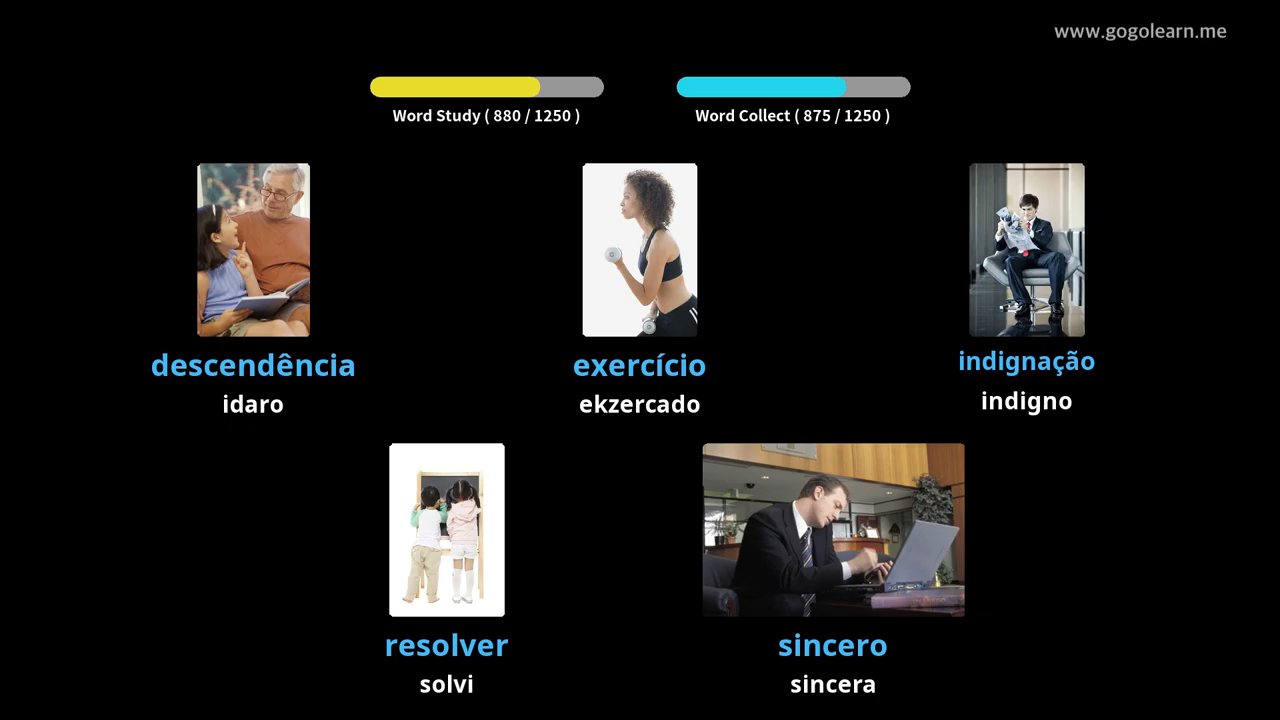 www.gogolearn.me
Word Study ( 880 / 1250 )
Word Collect ( 875 / 1250 )
descendência
idaro
exercício
ekzercado
indignação
indigno
resolver
solvi
sincero
sincera